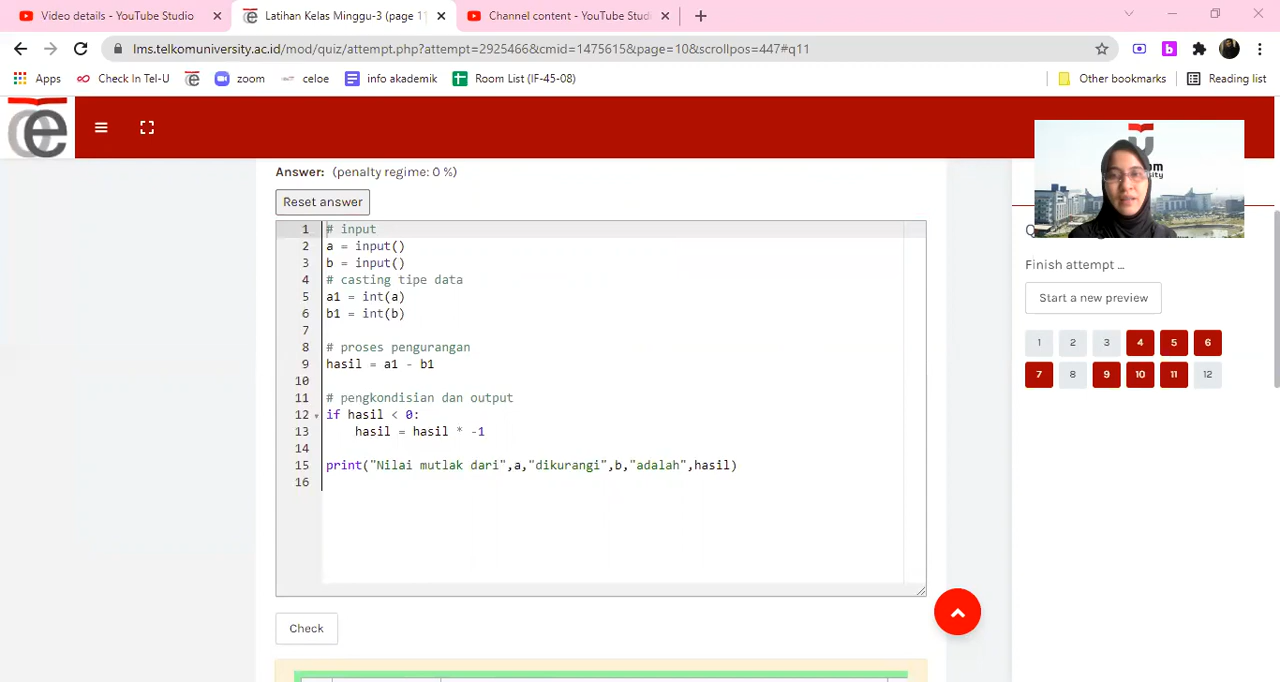 Video details - YouTube Studio
Latihan Kelas Minggu-3 (page 11
Channel content - YouTube Studi
lms.telkomuniversity.ac.id/mod/quiz/attempt.php?attempt=2925466&cmid=1475615&page=10&scrollpos=447#q11
Apps
Check In Tel-U
zoom
celoe
info akademik
Room List (IF-45-08)
Other bookmarks
Reading list
Answer: (penalty regime: 0 %)
Reset answer
1 # input
2 a = input()
3 b = input()
4 # casting tipe data
5 a1 = int(a)
6 b1 = int(b)
7
8 # proses pengurangan
9 hasil = a1 - b1
10
11 # pengkondisian dan output
12 if hasil < 0:
13 hasil = hasil * -1
14
15 print("Nilai mutlak dari",a,"dikurangi",b,"adalah",hasil)
16
Check
Finish attempt ...
Start a new preview
1 2 3 4 5 6
7 8 9 10 11 12